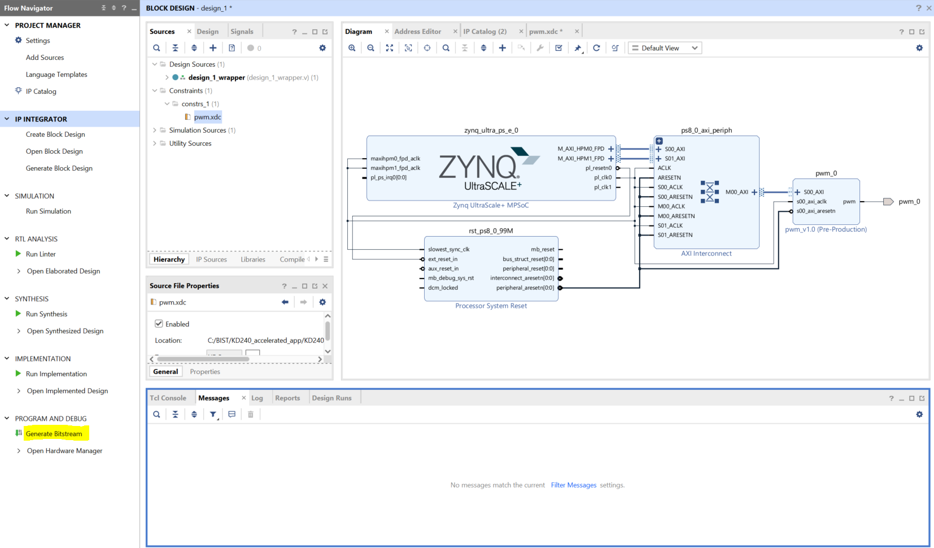 Flow Navigator
PROJECT MANAGER
Settings
Add Sources
Language Templates
IP Catalog
IP INTEGRATOR
Create Block Design
Open Block Design
Generate Block Design
SIMULATION
Run Simulation
RTL ANALYSIS
Run Linter
Open Elaborated Design
SYNTHESIS
Run Synthesis
Open Synthesized Design
IMPLEMENTATION
Run Implementation
Open Implemented Design
PROGRAM AND DEBUG
Generate Bitstream
Open Hardware Manager
BLOCK DESIGN - design_1 *
Sources Design Signals
0
Design Sources (1)
design_1_wrapper (design_1_wrapper.v) (1)
Constraints (1)
constrs_1 (1)
pwm.xdc
Simulation Sources (1)
Utility Sources
Hierarchy IP Sources Libraries Compile
Source File Properties
pwm.xdc
Enabled
Location: C:/BIST/KD240_accelerated_app/KD240
General Properties
Diagram Address Editor IP Catalog (2) pwm.xdc *
Default View
zynq_ultra_ps_e_0
maxihpm0_fpd_aclk
maxihpm1_fpd_aclk
pl_ps_irq0[0:0]
ZYNQ
UltraSCALE+
M_AXI_HPM0_FPD
M_AXI_HPM1_FPD
pl_resetn0
pl_clk0
pl_clk1
Zynq UltraScale+ MPSoC
rst_ps8_0_99M
slowest_sync_clk
ext_reset_in
aux_reset_in
mb_debug_sys_rst
dcm_locked
mb_reset
bus_struct_reset[0:0]
peripheral_reset[0:0]
interconnect_aresetn[0:0]
peripheral_aresetn[0:0]
Processor System Reset
ps8_0_axi_periph
S00_AXI
S01_AXI
ACLK
ARESETN
S00_ACLK
S00_ARESETN
M00_ACLK
M00_ARESETN
S01_ACLK
S01_ARESETN
M00_AXI
AXI Interconnect
pwm_0
S00_AXI
s00_axi_aclk
s00_axi_aresetn
pwm
pwm_v1.0 (Pre-Production)
pwm_0
Tcl Console Messages Log Reports Design Runs
No messages match the current Filter Messages settings.